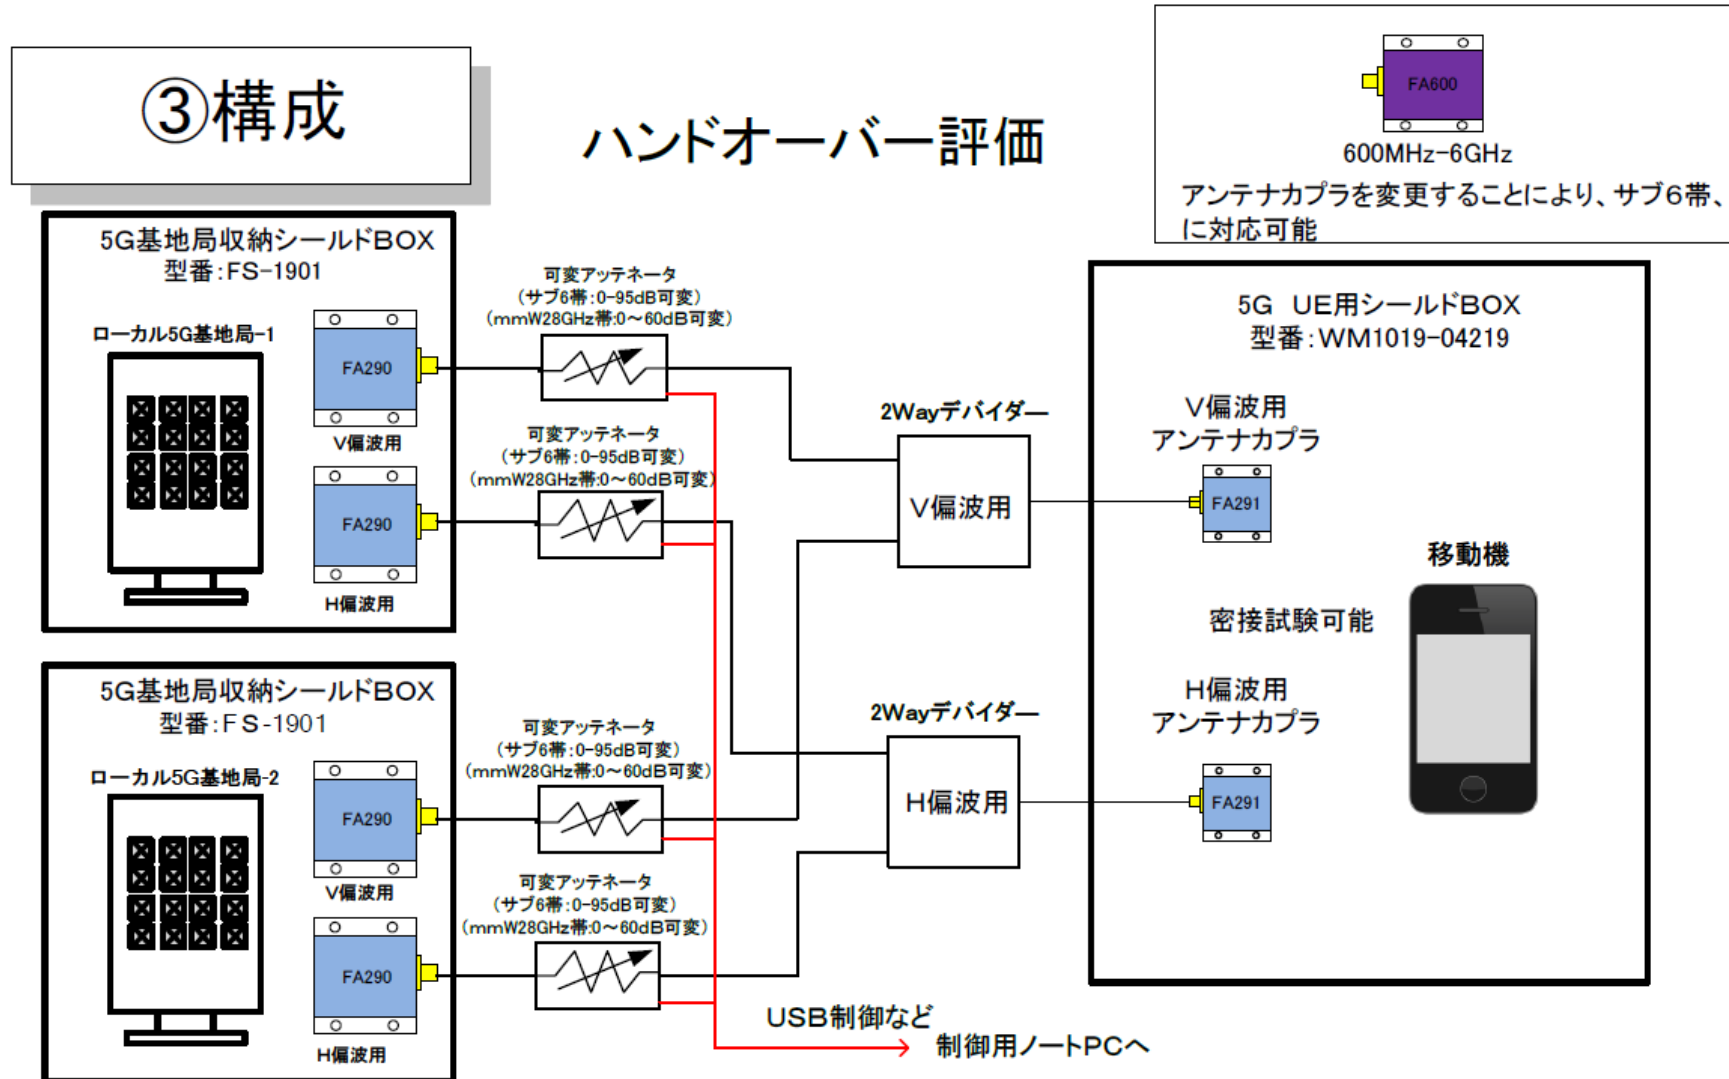 ③構成
ハンドオーバー評価
FA600
600MHz-6GHz
アンテナカプラを変更することにより、サブ6帯、
に対応可能
5G基地局収納シールドBOX
型番:FS-1901
ローカル5G基地局-1
FA290
V偏波用
FA290
H偏波用
可変アッテネータ
(サブ6帯:0-95dB可変)
(mmW28GHz帯:0～60dB可変)
可変アッテネータ
(サブ6帯:0-95dB可変)
(mmW28GHz帯:0～60dB可変)
2Wayデバイダー
V偏波用
5G UE用シールドBOX
型番:WM1019-04219
V偏波用
アンテナカプラ
FA291
移動機
密接試験可能
H偏波用
アンテナカプラ
FA291
5G基地局収納シールドBOX
型番:FS-1901
ローカル5G基地局-2
FA290
V偏波用
FA290
H偏波用
可変アッテネータ
(サブ6帯:0-95dB可変)
(mmW28GHz帯:0～60dB可変)
可変アッテネータ
(サブ6帯:0-95dB可変)
(mmW28GHz帯:0～60dB可変)
2Wayデバイダー
H偏波用
USB制御など
制御用ノートPCへ